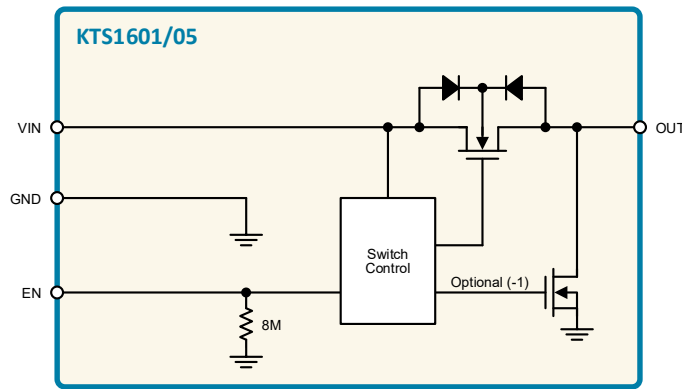 KTS1601/05
VIN
OUT
GND
Switch
Control
Optional (-1)
EN
8M